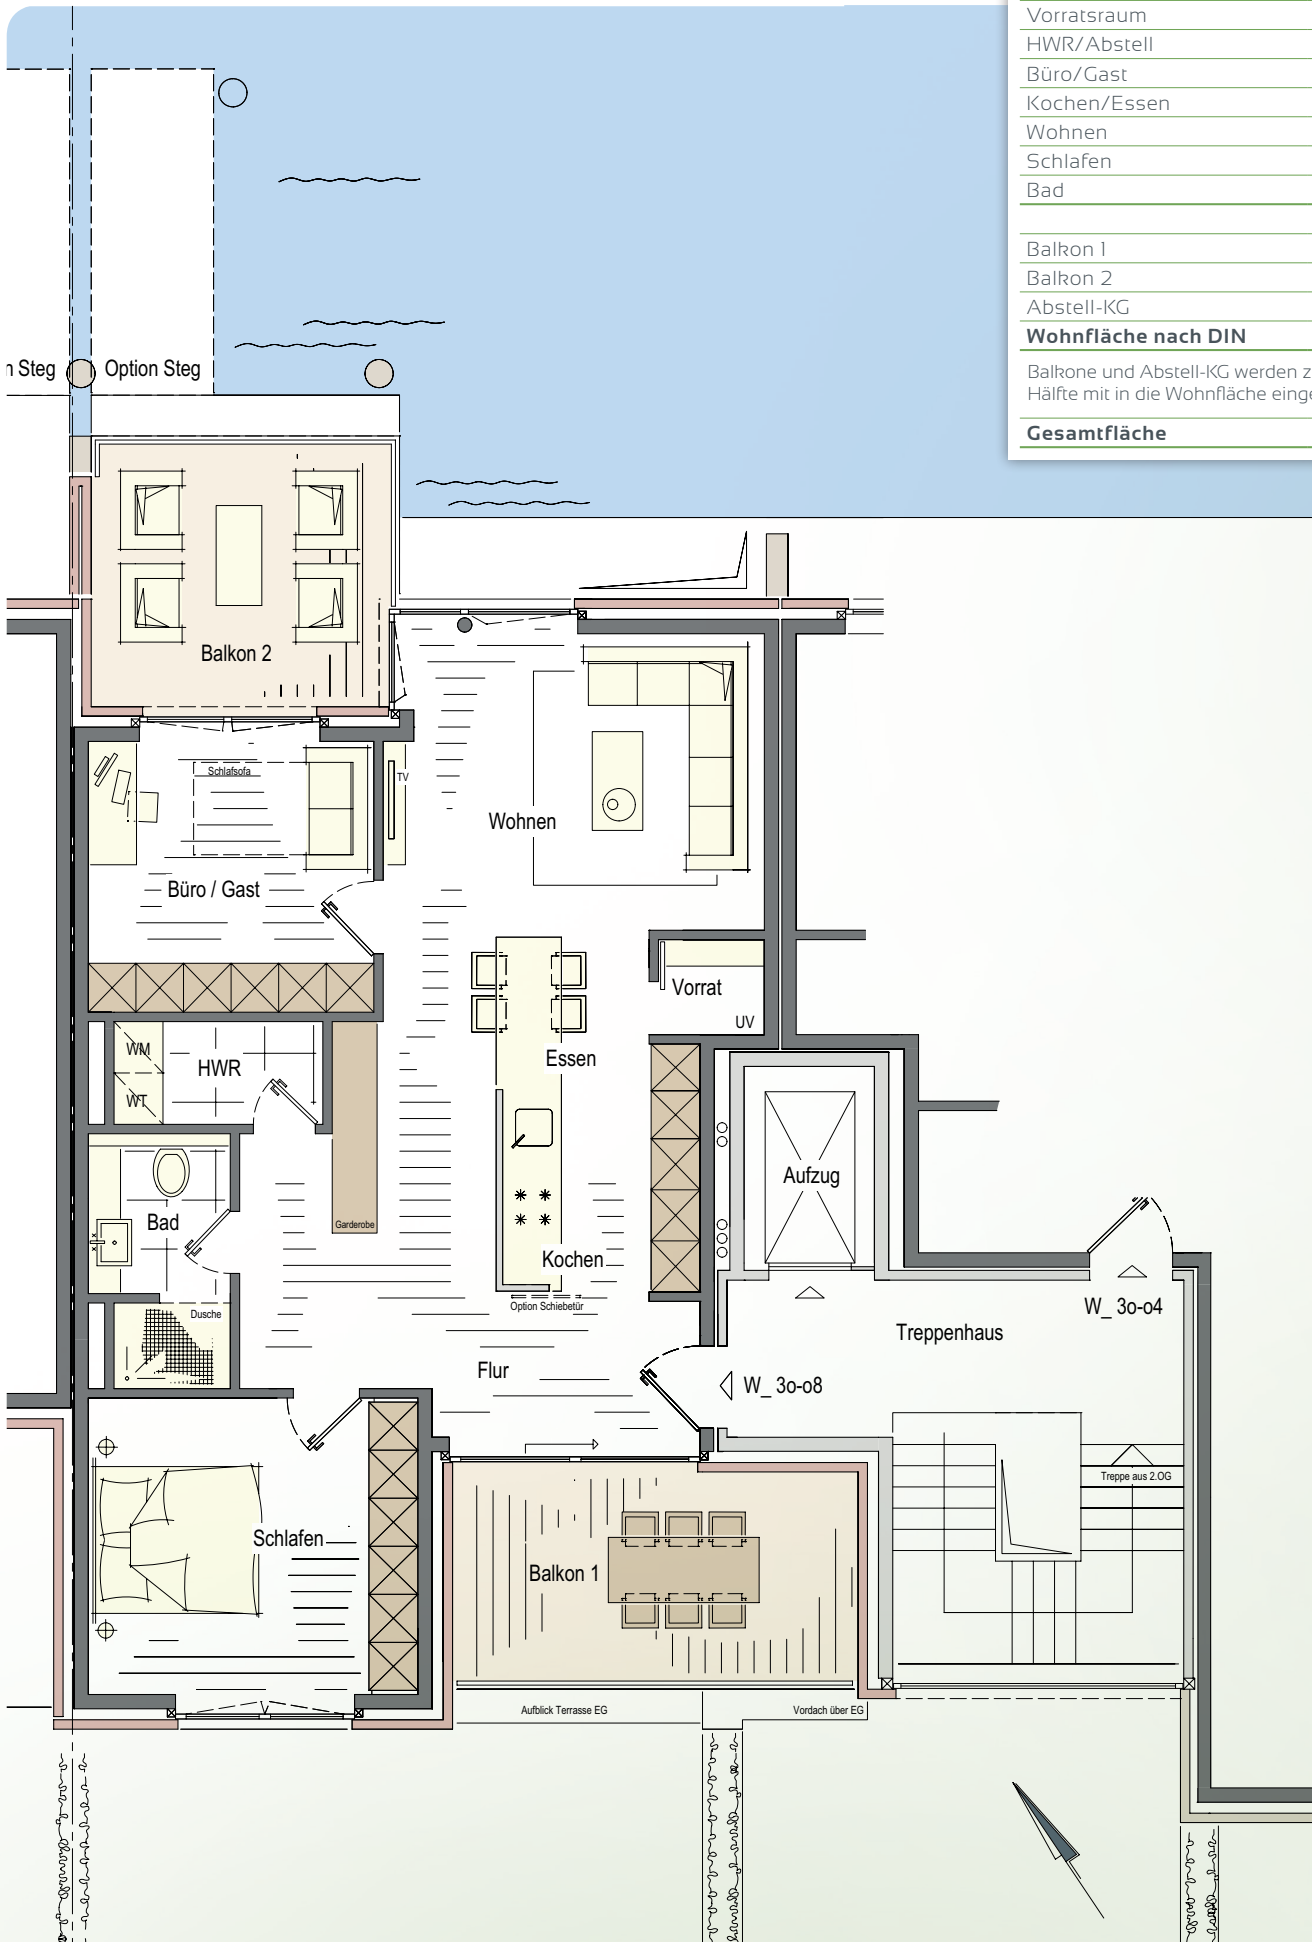 Vorratsraum
HWR/Abstell
Büro/Gast
Kochen/Essen
Wohnen
Schlafen
Bad
Balkon 1
Balkon 2
Abstell-KG
Wohnfläche nach DIN
Balkone und Abstell-KG werden z
Hälfte mit in die Wohnfläche einge
Gesamtfläche
n Steg
Option Steg
Balkon 2
Schlafsofa
TV
Wohnen
Büro / Gast
Vorrat
UV
WM
HWR
Essen
WT
Aufzug
Bad
Garderobe
Kochen
Option Schiebetür
Dusche
W_ 3o-o4
Treppenhaus
Flur
W_ 3o-o8
Treppe aus 2.OG
Schlafen
Balkon 1
Aufblick Terrasse EG
Vordach über EG